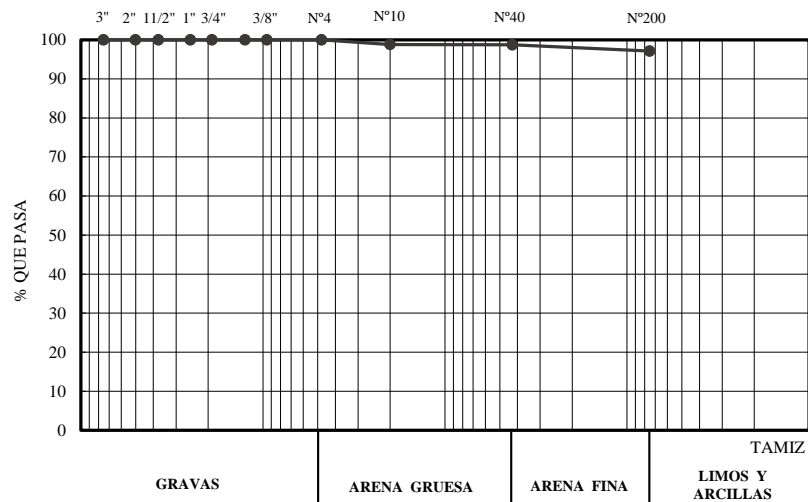 3" 2" 11/2" 1" 3/4" 3/8" Nº4 Nº10 Nº40 Nº200
100
90
80
70
60
50
40
30
20
10
0
% QUE PASA
TAMIZ
GRAVAS
ARENA GRUESA
ARENA FINA
LIMOS Y
ARCILLAS